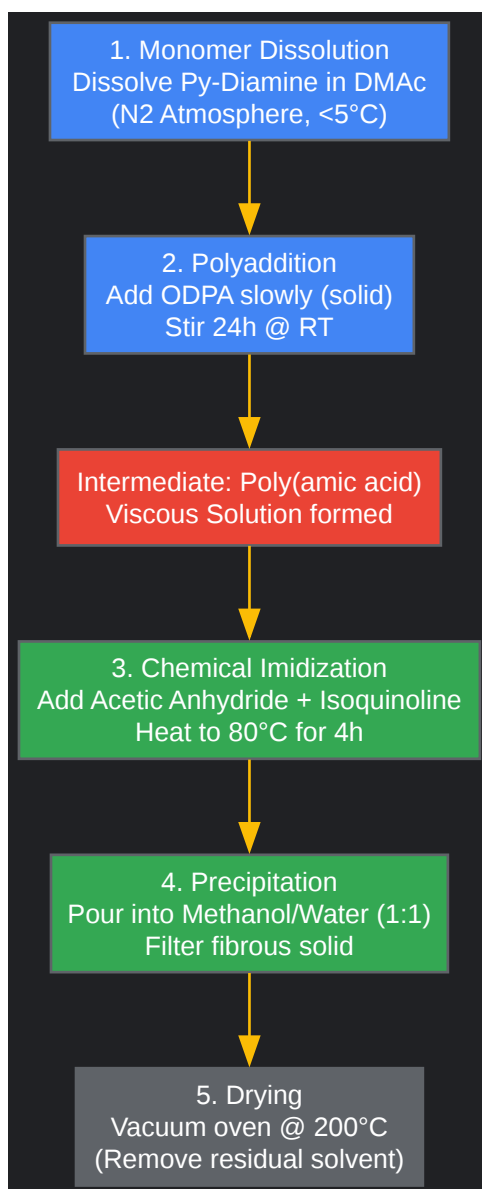 1. Monomer Dissolution
Dissolve Py-Diamine in DMAc
(N2 Atmosphere, <5°C)
2. Polyaddition
Add ODPA slowly (solid)
Stir 24h @ RT
Intermediate: Poly(amic acid)
Viscous Solution formed
3. Chemical Imidization
Add Acetic Anhydride + Isoquinoline
Heat to 80°C for 4h
4. Precipitation
Pour into Methanol/Water (1:1)
Filter fibrous solid
5. Drying
Vacuum oven @ 200°C
(Remove residual solvent)